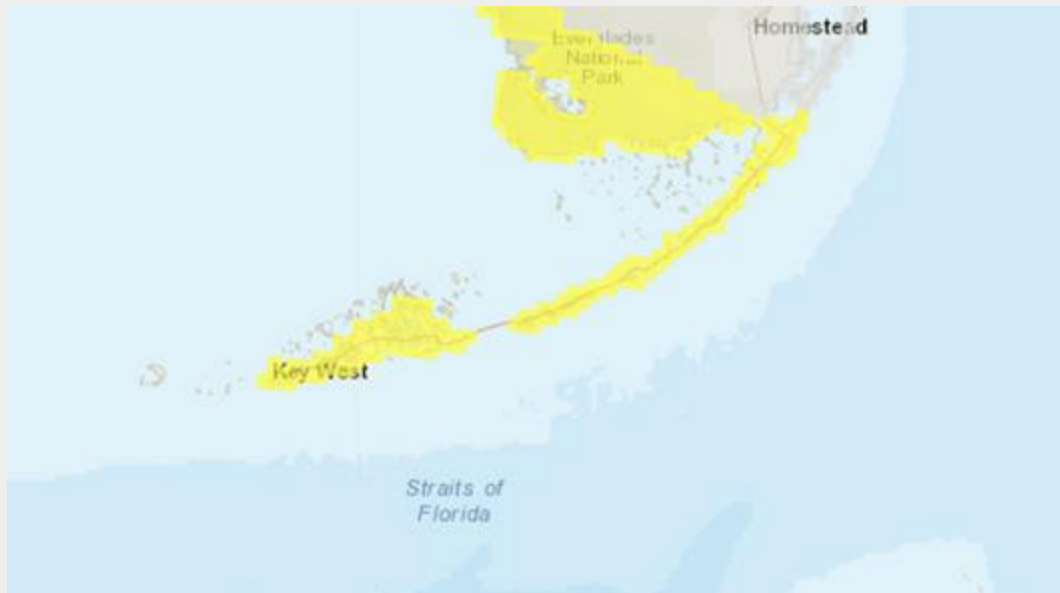 Homestead
Everglades
National
Park
Key West
Straits of
Florida